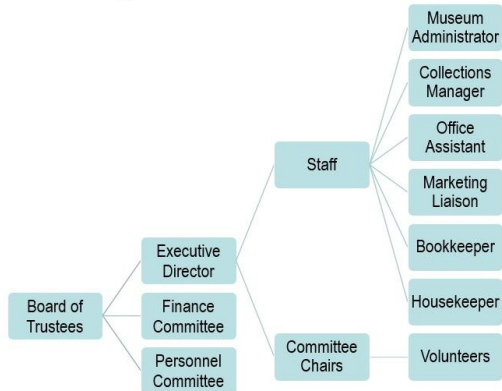 Board of
Trustees
Executive
Director
Finance
Committee
Personnel
Committee
Staff
Committee
Chairs
Museum
Administrator
Collections
Manager
Office
Assistant
Marketing
Liaison
Bookkeeper
Housekeeper
Volunteers